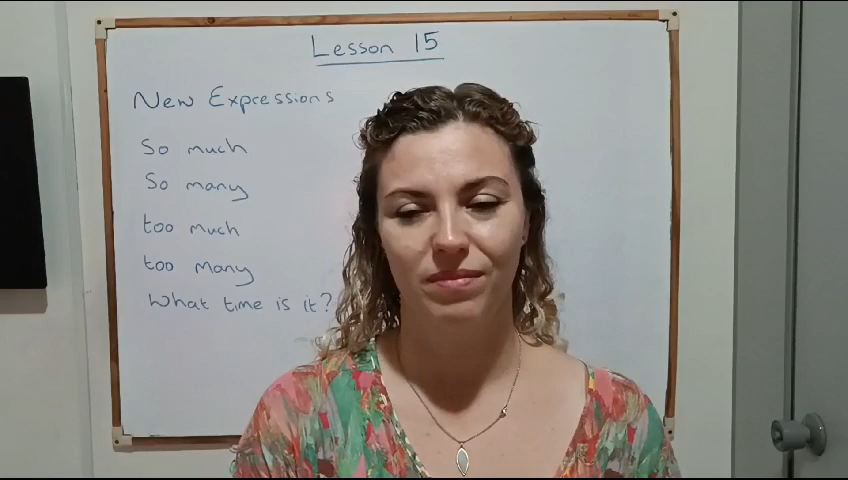 Lesson 15
New Expressions
So much
So many
too much
too many
What time is it?